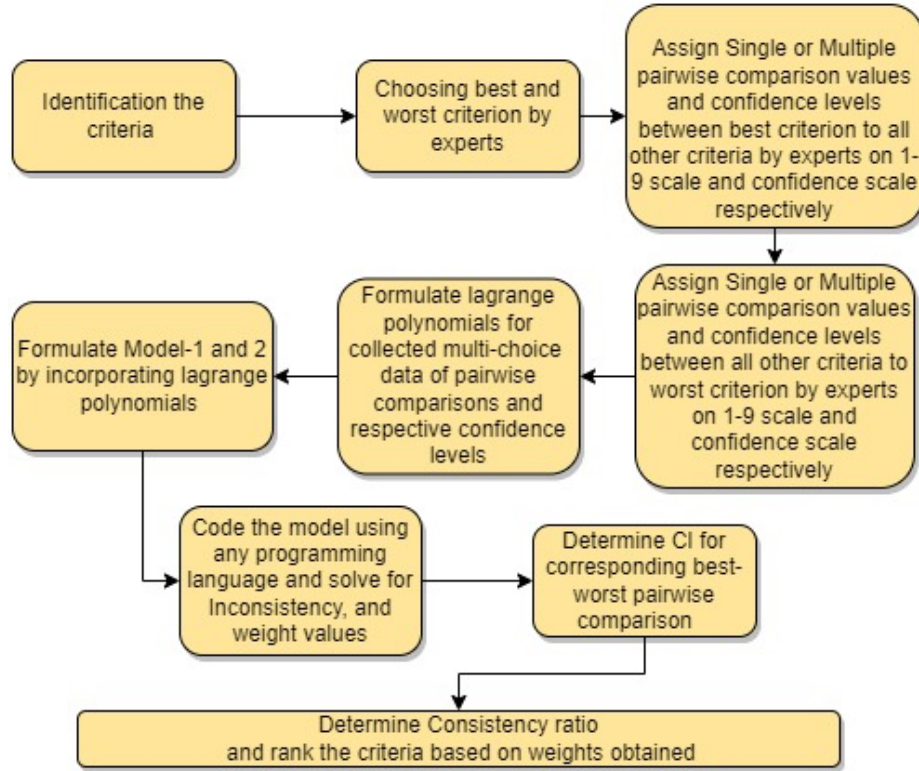 Identification the
criteria
Choosing best and
worst criterion by
experts
Assign Single or Multiple
pairwise comparison values
and confidence levels
between best criterion to all
other criteria by experts on 1-
9 scale and confidence scale
respectively
Assign Single or Multiple
pairwise comparison values
and confidence levels
between all other criteria to
worst criterion by experts
on 1-9 scale and
confidence scale
respectively
Formulate lagrange
polynomials for
collected multi-choice
data of pairwise
comparisons and
respective confidence
levels
Formulate Model-1 and 2
by incorporating lagrange
polynomials
Code the model using
any programming
language and solve for
Inconsistency, and
weight values
Determine CI for
corresponding best-
worst pairwise
comparison
Determine Consistency ratio
and rank the criteria based on weights obtained